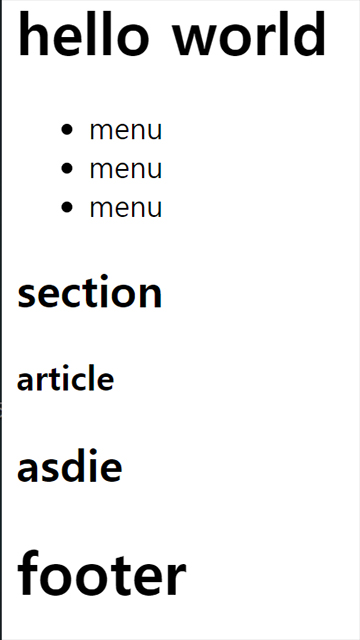 hello world
menu
menu
menu
section
article
asdie
footer